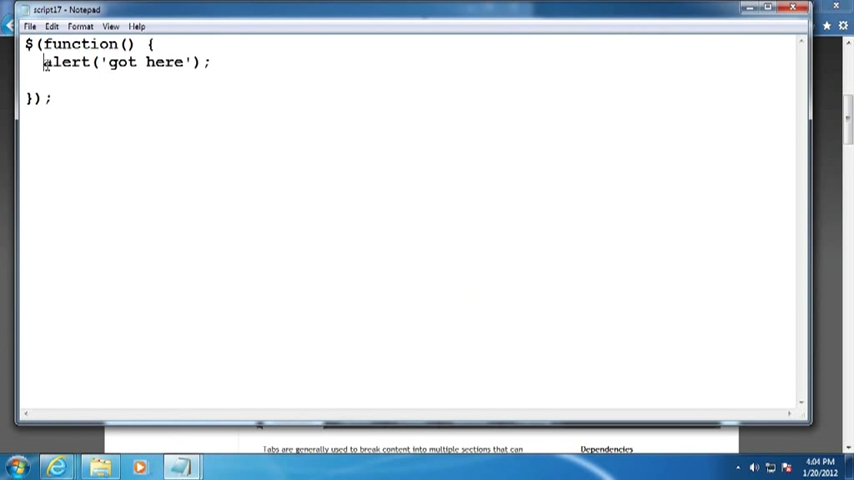 script17 - Notepad
File Edit Format View Help
$(function() {
alert('got here');
});
Tabs are generally used to break content into multiple sections that can
Dependencies
4:04 PM
1/20/2012